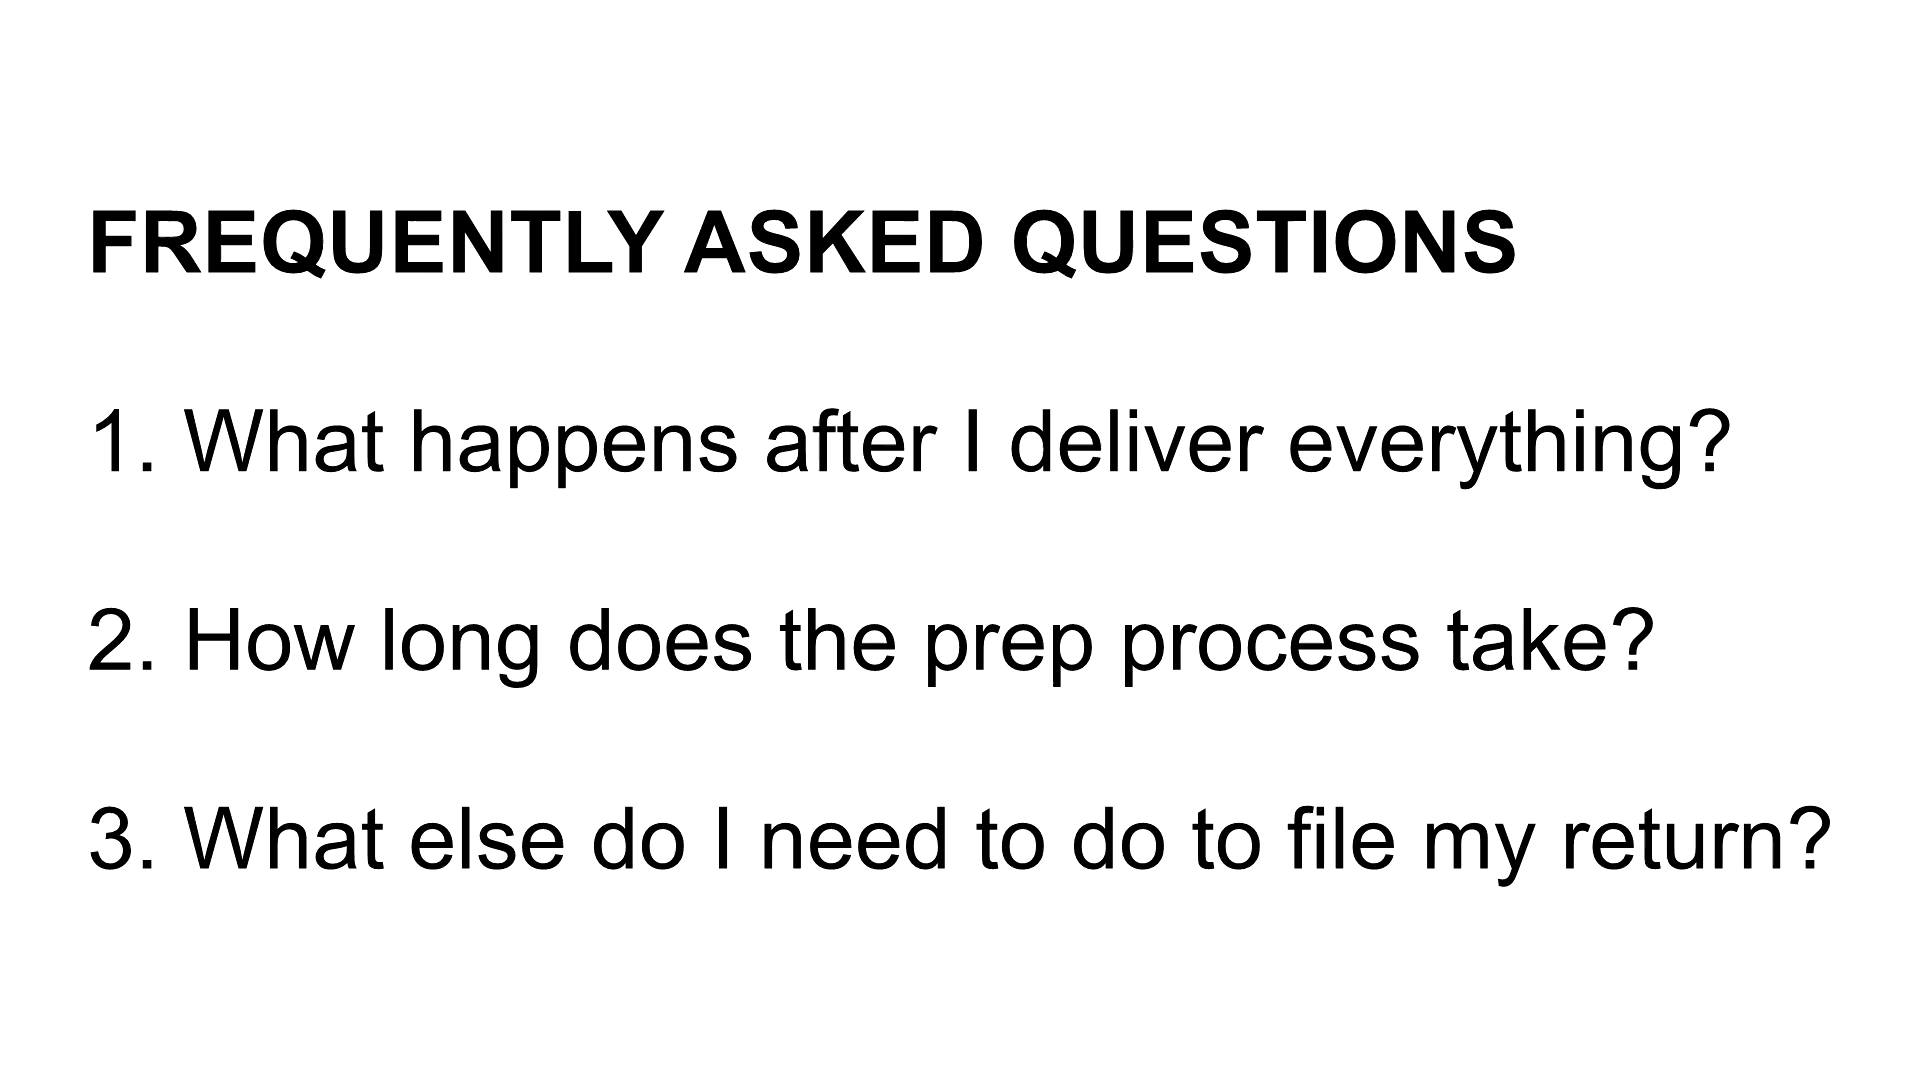 FREQUENTLY ASKED QUESTIONS
1. What happens after I deliver everything?
2. How long does the prep process take?
3. What else do I need to do to file my return?